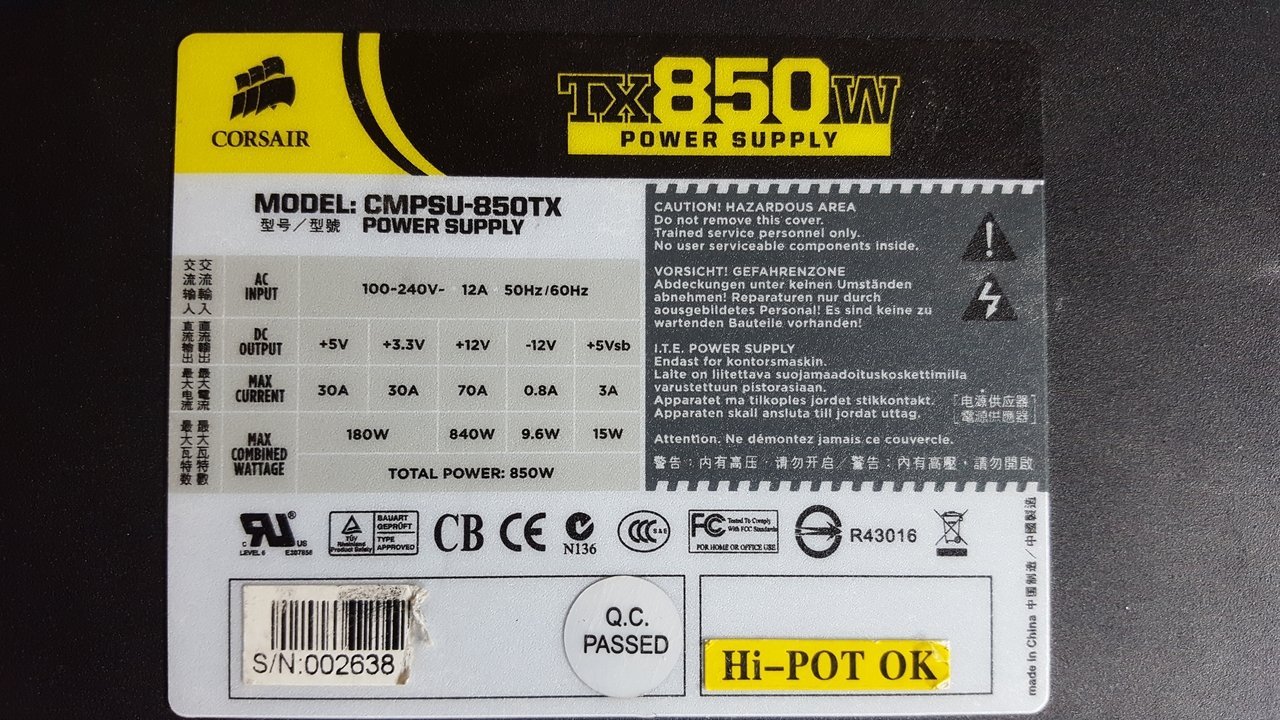 CORSAIR
TX850W
POWER SUPPLY
MODEL: CMPSU-850TX
型号／型號 POWER SUPPLY
交流输入 交流輸入 AC INPUT 100-240V~ 12A 50Hz/60Hz
直流输出 直流輸出 DC OUTPUT +5V +3.3V +12V -12V +5Vsb
最大电流 最大電流 MAX CURRENT 30A 30A 70A 0.8A 3A
最大瓦特数 最大瓦特數 MAX COMBINED WATTAGE 180W 840W 9.6W 15W
TOTAL POWER: 850W
CAUTION! HAZARDOUS AREA
Do not remove this cover.
Trained service personnel only.
No user serviceable components inside.
VORSICHT! GEFAHRENZONE
Abdeckungen unter keinen Umständen
abnehmen! Reparaturen nur durch
aousgebildetes Personal! Es sind keine zu
wartenden Bauteile vorhanden!
I.T.E. POWER SUPPLY
Endast for kontorsmaskin.
Laite on liitettava suojamaadoituskoskettimilla
varustettuun pistorasiaan.
Apparatet ma tilkoples jordet stikkontakt.
Apparaten skall ansluta till jordat uttag.
电源供应器
電源供應器
Attention. Ne démontez jamais ce couvercle.
警告：内有高压，请勿开启／警告，內有高壓，請勿開啟
c RU ® US
LEVEL 6 E207858
TÜV
Rheinland
Product Safety
BAUART
GEPRÜFT
TYPE
APPROVED
CB CE
N136
CCC S&E
FC Tested To Comply
With FCC Standards
FOR HOME OR OFFICE USE
R43016
made in China 中国制造／中國製造
S/N:002638
Q.C.
PASSED
Hi-POT OK